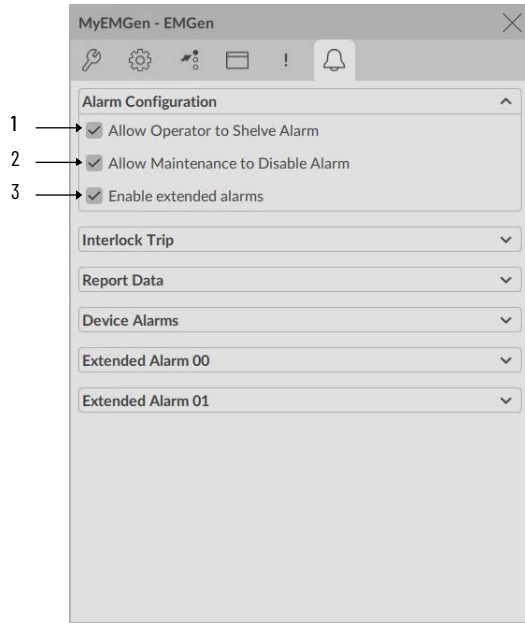 MyEMGen - EMGen
!
Alarm Configuration
1
Allow Operator to Shelve Alarm
2
Allow Maintenance to Disable Alarm
3
Enable extended alarms
Interlock Trip
Report Data
Device Alarms
Extended Alarm 00
Extended Alarm 01